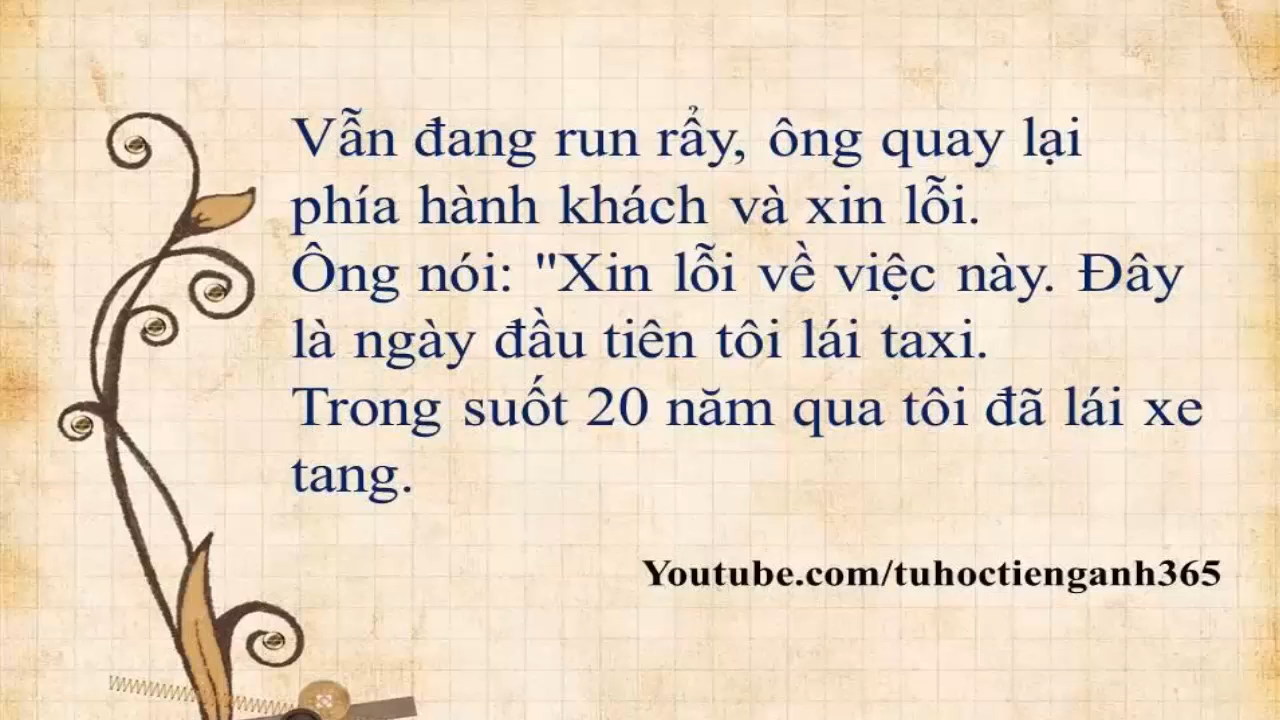 Vẫn đang run rẩy, ông quay lại
phía hành khách và xin lỗi.
Ông nói: "Xin lỗi về việc này. Đây
là ngày đầu tiên tôi lái taxi.
Trong suốt 20 năm qua tôi đã lái xe
tang.
Youtube.com/tuhoctienganh365